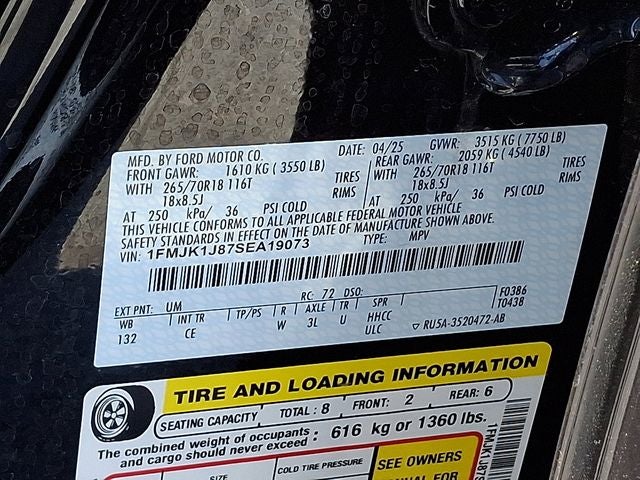 MFD. BY FORD MOTOR CO. DATE: 04/25 GVWR: 3515 KG ( 7750 LB)
FRONT GAWR: 1610 KG ( 3550 LB) REAR GAWR: 2059 KG ( 4540 LB)
WITH 265/70R18 116T TIRES WITH 265/70R18 116T TIRES
18x8.5J RIMS 18x8.5J RIMS
AT 250 kPa/ 36 PSI COLD AT 250 kPa/ 36 PSI COLD
THIS VEHICLE CONFORMS TO ALL APPLICABLE FEDERAL MOTOR VEHICLE
SAFETY STANDARDS IN EFFECT ON THE DATE OF MANUFACTURE SHOWN ABOVE.
VIN: 1FMJK1J87SEA19073 TYPE: MPV
F0386
T0438
EXT PNT: UM RC: 72 DSO:
WB INT TR TP/PS R AXLE TR SPR
132 CE W 3L U HHCC
ULC ▽ RU5A-3520472-AB
TIRE AND LOADING INFORMATION
SEATING CAPACITY TOTAL : 8 FRONT: 2 REAR: 6
The combined weight of occupants
and cargo should never exceed : 616 kg or 1360 lbs.
SIZE COLD TIRE PRESSURE SEE OWNERS
MANUAL FOR
1FMJK1J87S